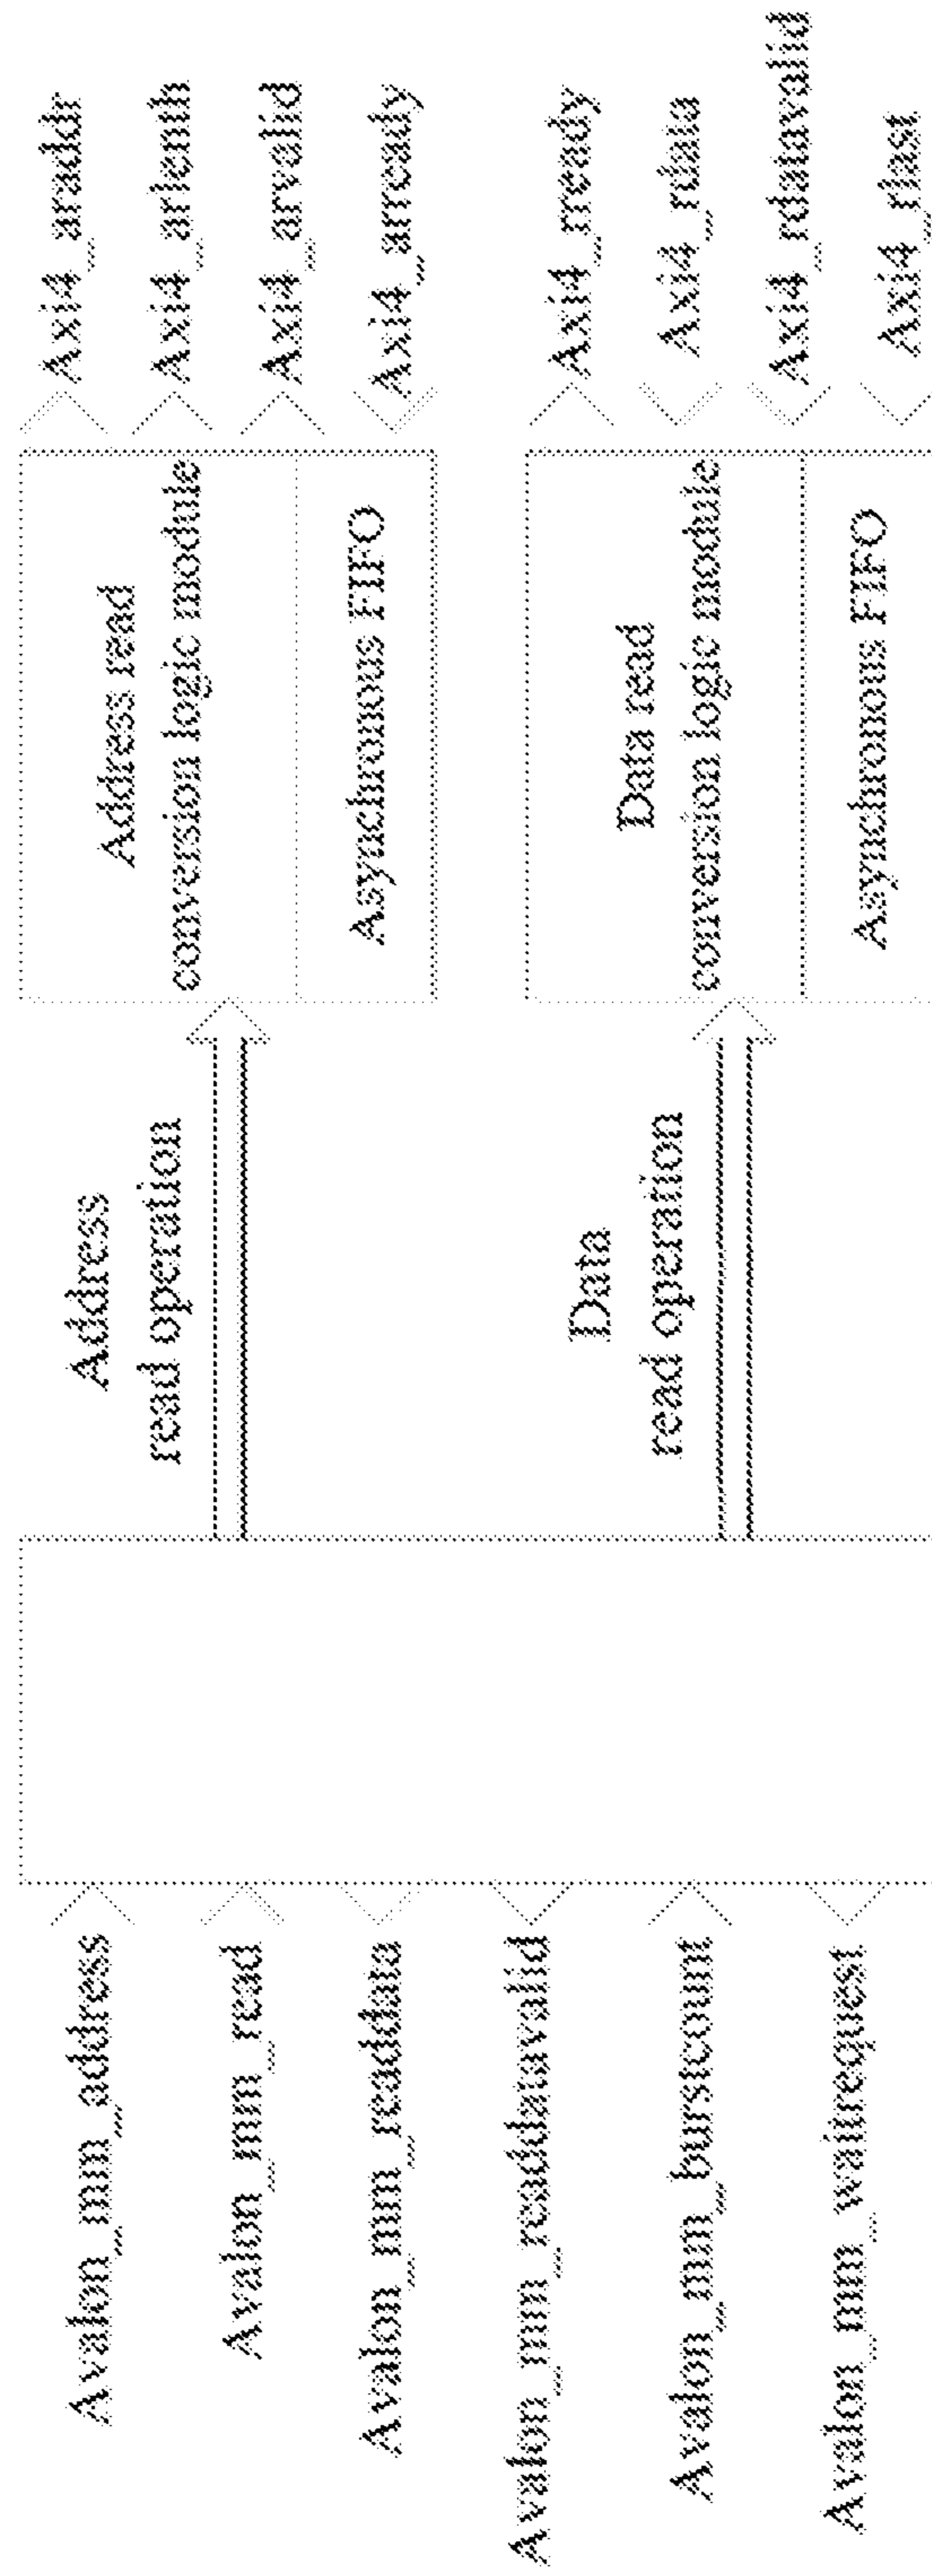 Avalon_mm_address
Avalon_mm_read
Avalon_mm_readdata
Avalon_mm_readdatavalid
Avalon_mm_burstcount
Avalon_mm_waitrequest
Address
read operation
Data
read operation
Address read
conversion logic module
Asynchronous FIFO
Data read
conversion logic module
Asynchronous FIFO
Axi4_araddr
Axi4_arlenth
Axi4_arvalid
Axi4_arready
Axi4_rready
Axi4_rdata
Axi4_rdatavalid
Axi4_rlast